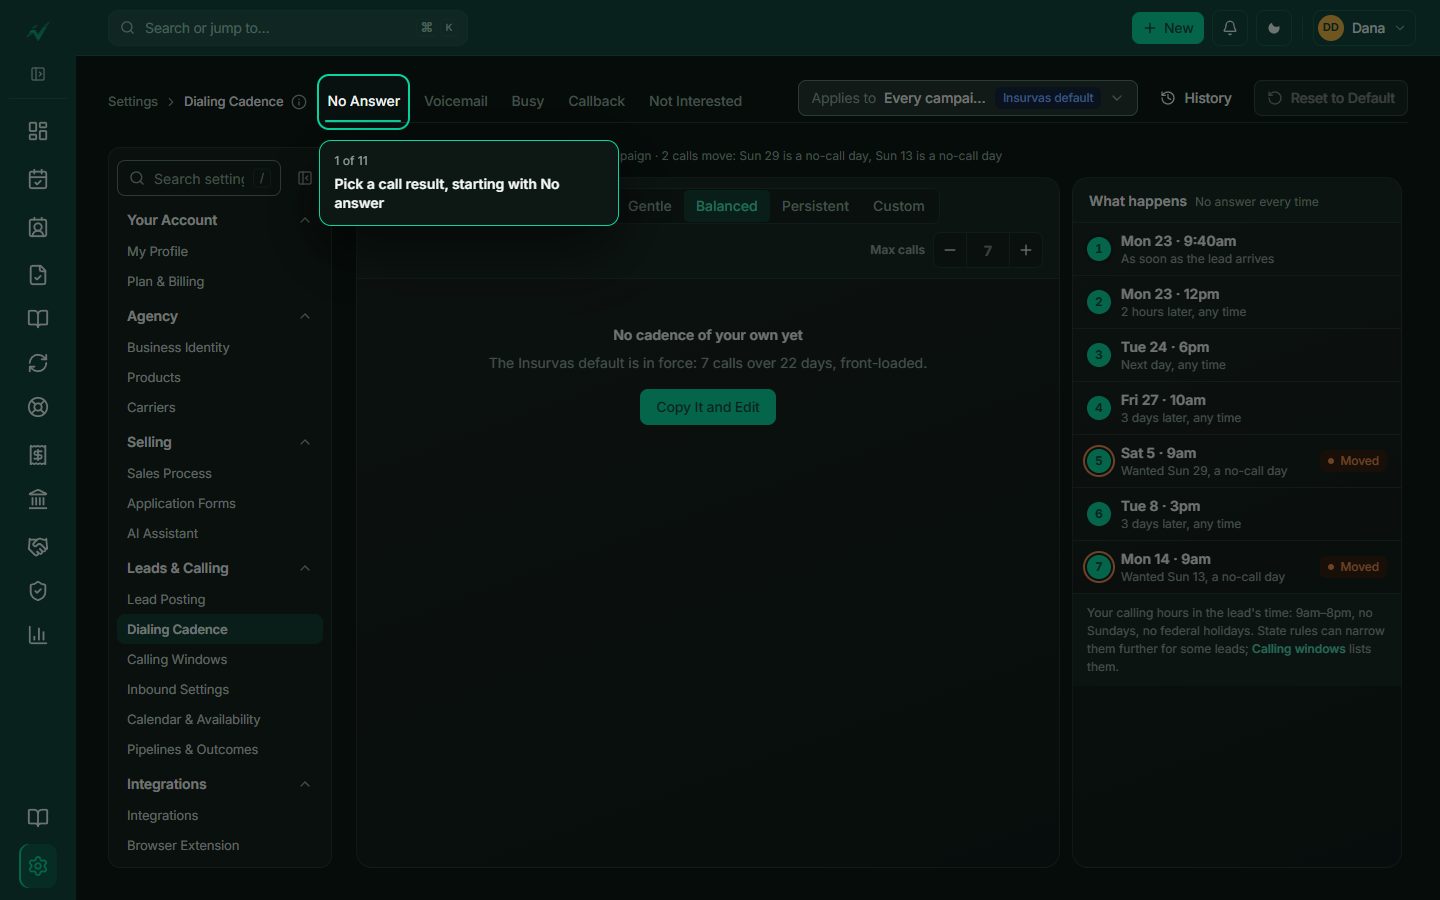 Search or jump to...
⌘ K
New
DD
Dana
Settings
Dialing Cadence
No Answer
Voicemail
Busy
Callback
Not Interested
Applies to Every campai... Insurvas default
History
Reset to Default
1 of 11
Pick a call result, starting with No
answer
paign · 2 calls move: Sun 29 is a no-call day, Sun 13 is a no-call day
Search setting
/
Your Account
My Profile
Plan & Billing
Agency
Business Identity
Products
Carriers
Selling
Sales Process
Application Forms
AI Assistant
Leads & Calling
Lead Posting
Dialing Cadence
Calling Windows
Inbound Settings
Calendar & Availability
Pipelines & Outcomes
Integrations
Integrations
Browser Extension
Gentle
Balanced
Persistent
Custom
Max calls
7
No cadence of your own yet
The Insurvas default is in force: 7 calls over 22 days, front-loaded.
Copy It and Edit
What happens No answer every time
1
Mon 23 · 9:40am
As soon as the lead arrives
2
Mon 23 · 12pm
2 hours later, any time
3
Tue 24 · 6pm
Next day, any time
4
Fri 27 · 10am
3 days later, any time
5
Sat 5 · 9am
Wanted Sun 29, a no-call day
Moved
6
Tue 8 · 3pm
3 days later, any time
7
Mon 14 · 9am
Wanted Sun 13, a no-call day
Moved
Your calling hours in the lead's time: 9am–8pm, no
Sundays, no federal holidays. State rules can narrow
them further for some leads; Calling windows lists
them.